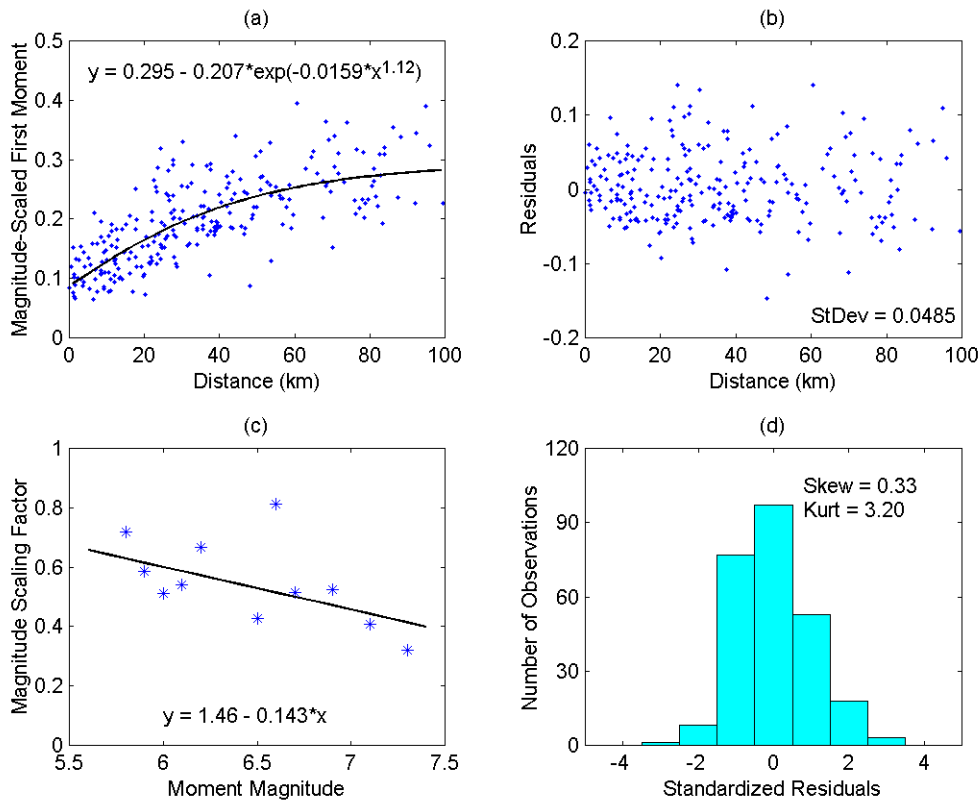 (a)
y = 0.295 - 0.207*exp(-0.0159*x^1.12)
Magnitude-Scaled First Moment
0.5
0.4
0.3
0.2
0.1
0
0 20 40 60 80 100
Distance (km)
(b)
Residuals
0.2
0.1
0
-0.1
-0.2
StDev = 0.0485
0 20 40 60 80 100
Distance (km)
(c)
Magnitude Scaling Factor
1
0.8
0.6
0.4
0.2
0
y = 1.46 - 0.143*x
5.5 6 6.5 7 7.5
Moment Magnitude
(d)
Number of Observations
120
90
60
30
0
Skew = 0.33
Kurt = 3.20
-4 -2 0 2 4
Standardized Residuals